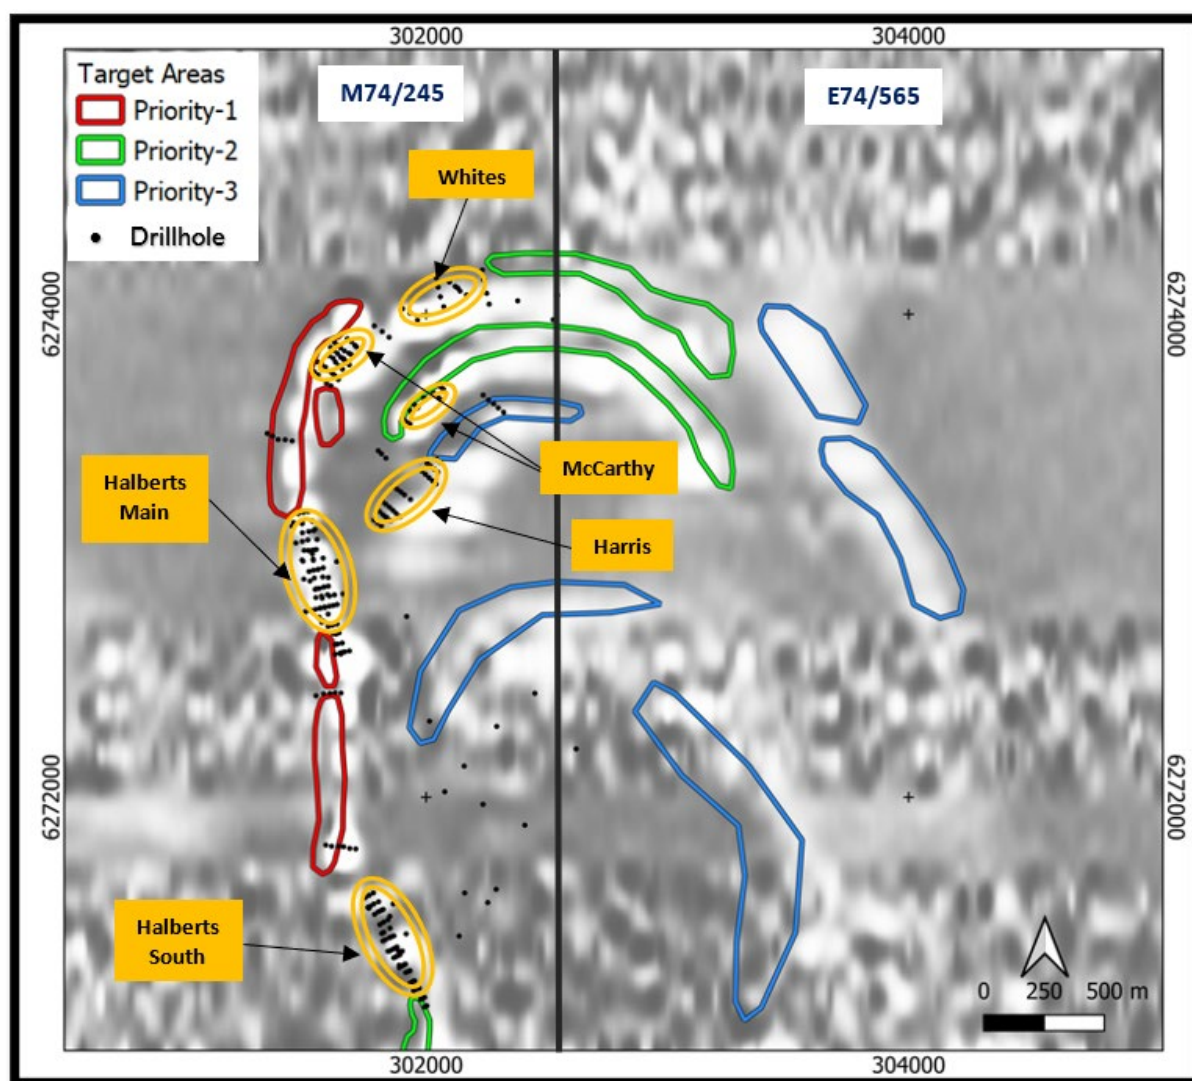 302000
304000
Target Areas
Priority-1
Priority-2
Priority-3
Drillhole
M74/245
E74/565
Whites
6274000
6274000
McCarthy
Halberts
Main
Harris
6272000
6272000
Halberts
South
0 250 500 m
302000
304000